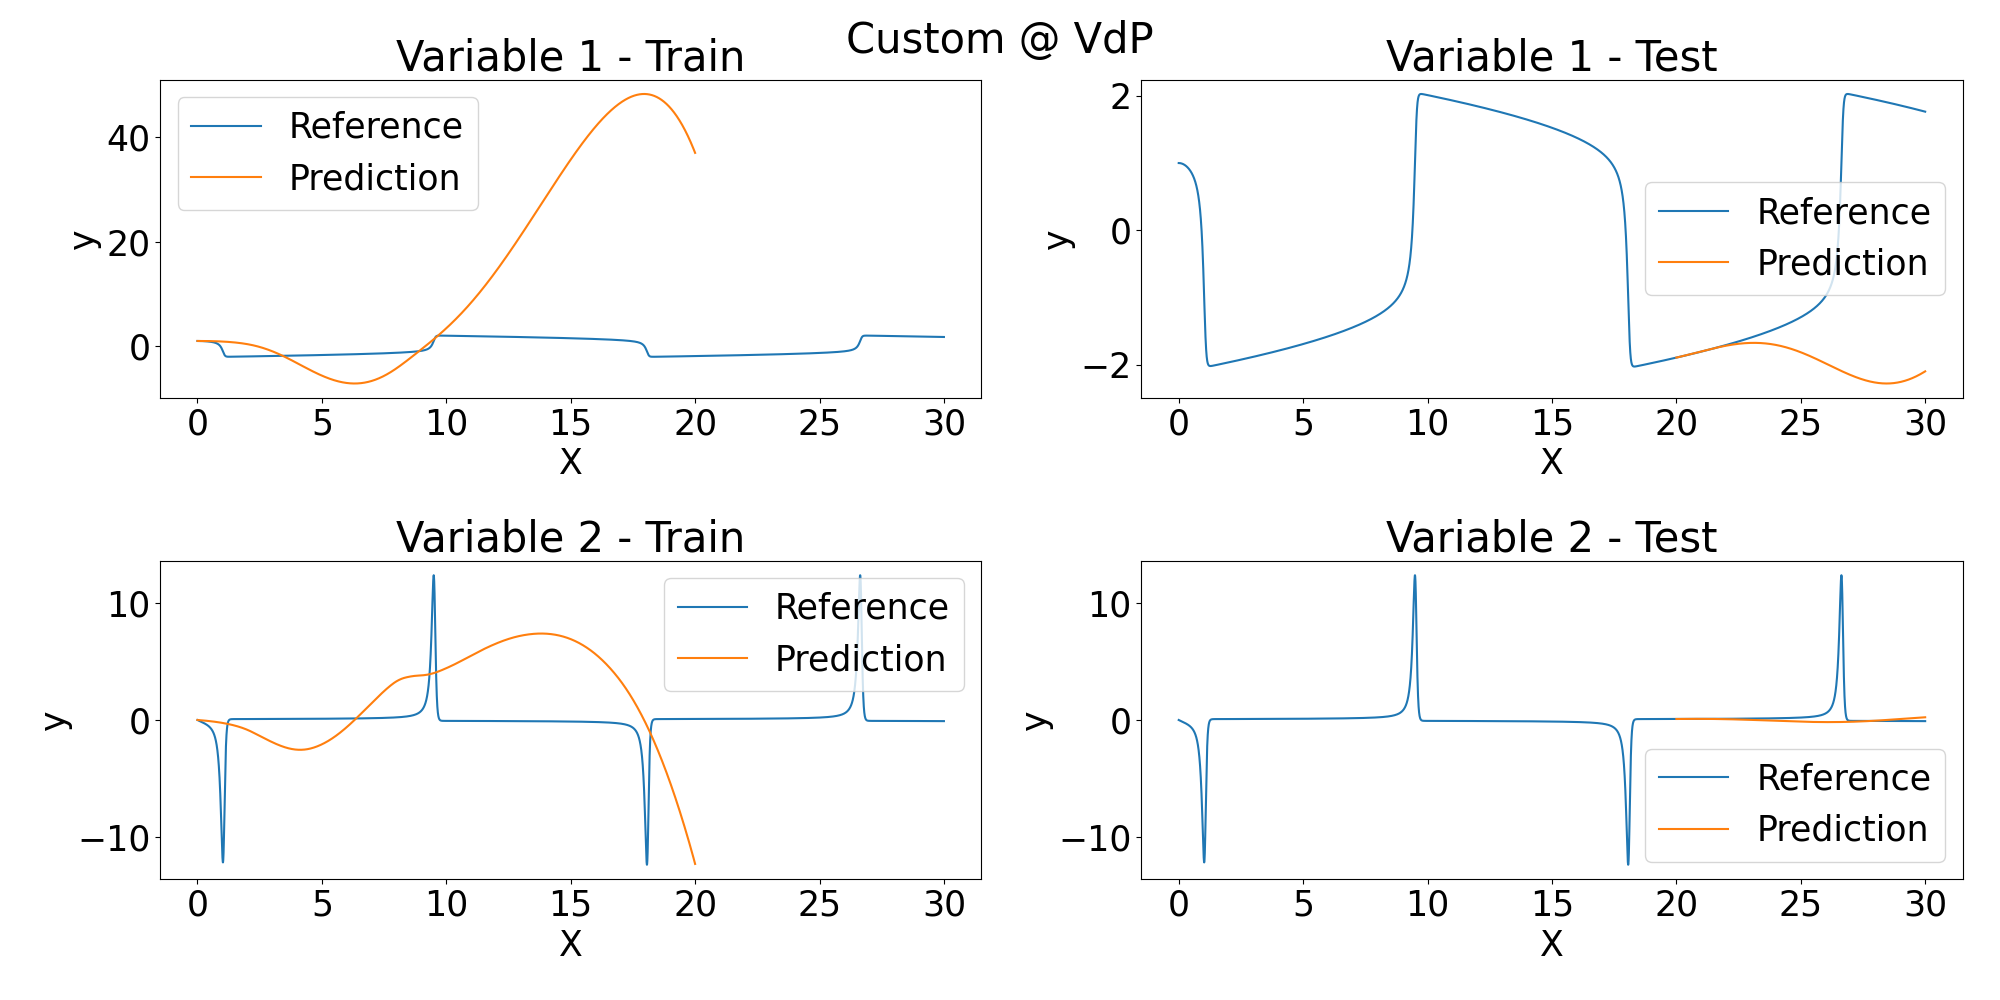 Custom @ VdP
Variable 1 - Train
Reference
Prediction
y
40
20
0
0 5 10 15 20 25 30
X
Variable 1 - Test
Reference
Prediction
y
2
0
−2
0 5 10 15 20 25 30
X
Variable 2 - Train
Reference
Prediction
y
10
0
−10
0 5 10 15 20 25 30
X
Variable 2 - Test
Reference
Prediction
y
10
0
−10
0 5 10 15 20 25 30
X